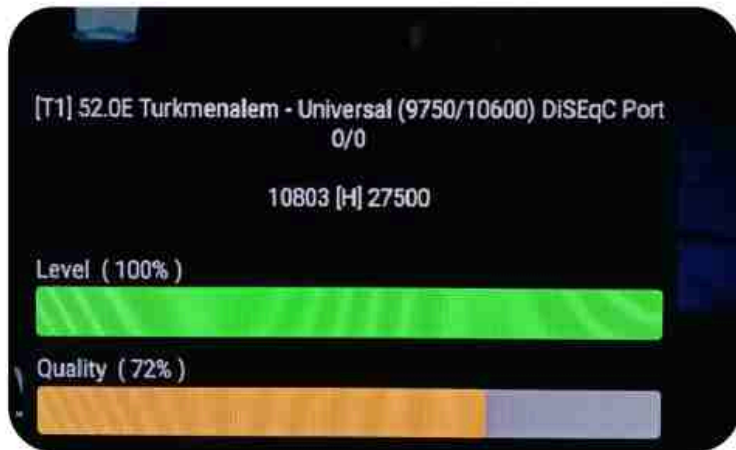 [T1] 52.0E Turkmenalem - Universal (9750/10600) DiSEqC Port
0/0
10803 [H] 27500
Level ( 100% )
Quality ( 72% )